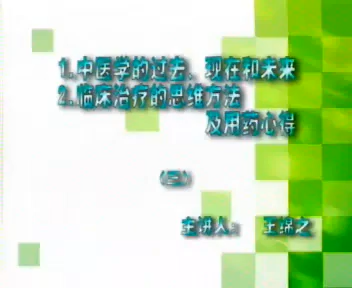 1.中医学的过去、现在和未来
2.临床治疗的思维方法
及用药心得
(二)
主讲人: 王绵之